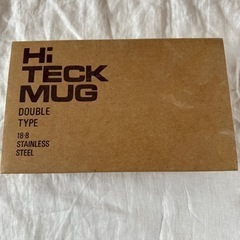 Hi
TECK
MUG
DOUBLE
TYPE
18-8
STAINLESS
STEEL